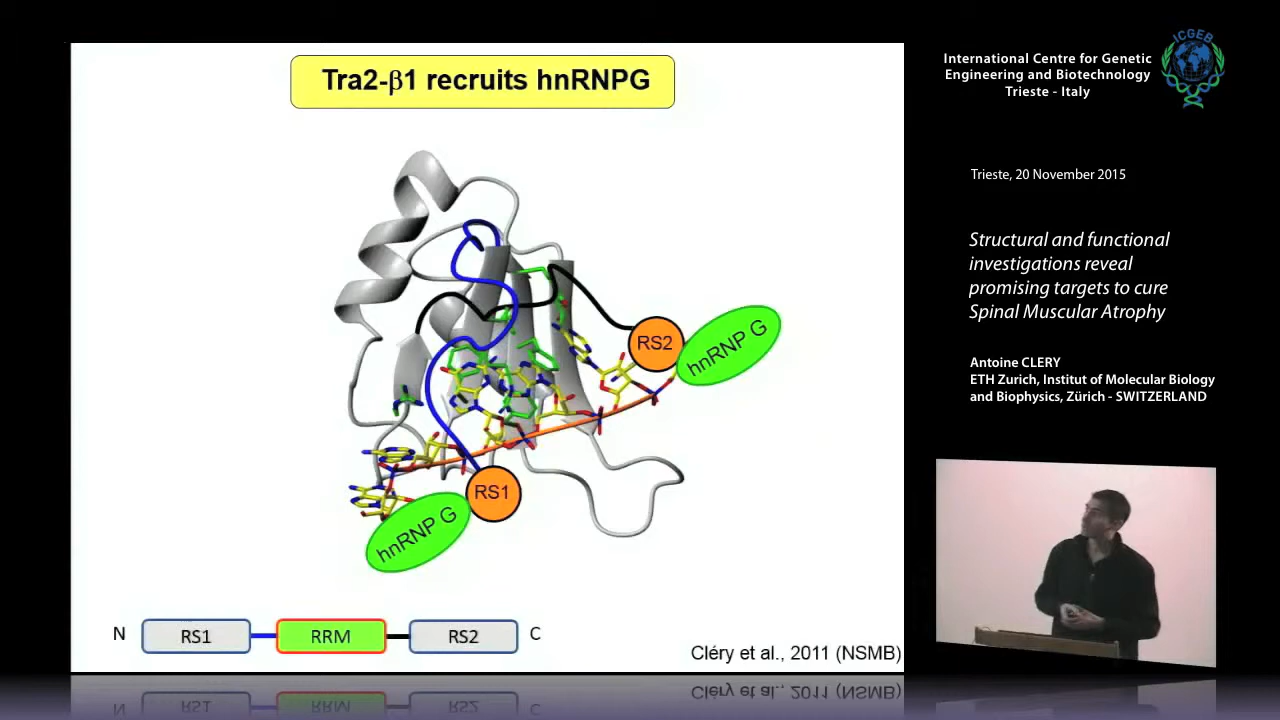 Tra2-β1 recruits hnRNPG
RS2
hnRNP G
RS1
hnRNP G
N
RS1
RRM
RS2
C
Cléry et al., 2011 (NSMB)
ICGEB
International Centre for Genetic
Engineering and Biotechnology
Trieste - Italy
Trieste, 20 November 2015
Structural and functional
investigations reveal
promising targets to cure
Spinal Muscular Atrophy
Antoine CLERY
ETH Zurich, Institut of Molecular Biology
and Biophysics, Zürich - SWITZERLAND